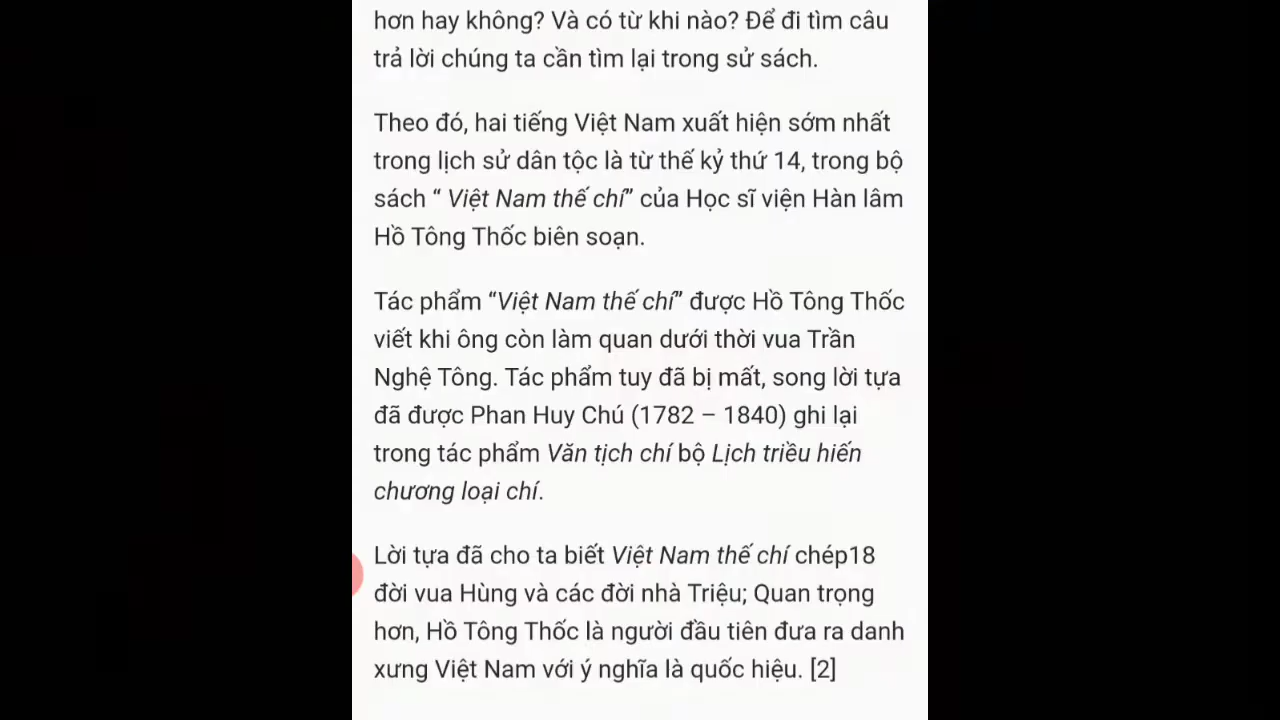 hơn hay không? Và có từ khi nào? Để đi tìm câu
trả lời chúng ta cần tìm lại trong sử sách.
Theo đó, hai tiếng Việt Nam xuất hiện sớm nhất
trong lịch sử dân tộc là từ thế kỷ thứ 14, trong bộ
sách “ Việt Nam thế chí” của Học sĩ viện Hàn lâm
Hồ Tông Thốc biên soạn.
Tác phẩm “Việt Nam thế chí” được Hồ Tông Thốc
viết khi ông còn làm quan dưới thời vua Trần
Nghệ Tông. Tác phẩm tuy đã bị mất, song lời tựa
đã được Phan Huy Chú (1782 – 1840) ghi lại
trong tác phẩm Văn tịch chí bộ Lịch triều hiến
chương loại chí.
Lời tựa đã cho ta biết Việt Nam thế chí chép18
đời vua Hùng và các đời nhà Triệu; Quan trọng
hơn, Hồ Tông Thốc là người đầu tiên đưa ra danh
xưng Việt Nam với ý nghĩa là quốc hiệu. [2]